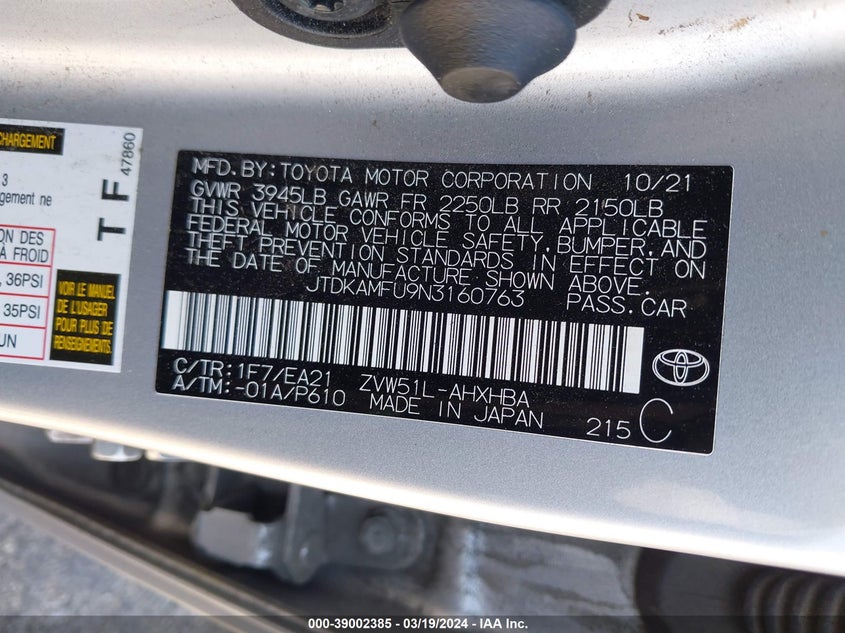 CHARGEMENT
47860
T F
3
gement ne
ION DES
À FROID
, 36PSI
35PSI
UN
VOIR LE MANUEL
DE L'USAGER
POUR PLUS DE
RENSEIGNEMENTS.
MFD.BY:TOYOTA MOTOR CORPORATION 10/21
GVWR 3945LB GAWR FR 2250LB RR 2150LB
THIS VEHICLE CONFORMS TO ALL APPLICABLE
FEDERAL MOTOR VEHICLE SAFETY,BUMPER,AND
THEFT PREVENTION STANDARDS IN EFFECT ON
THE DATE OF MANUFACTURE SHOWN ABOVE.
JTDKAMFU9N3160763 PASS.CAR
C/TR:1F7/EA21 ZVW51L-AHXHBA
A/TM:-01A/P610 MADE IN JAPAN
215 C
000-39002385 - 03/19/2024 - IAA Inc.